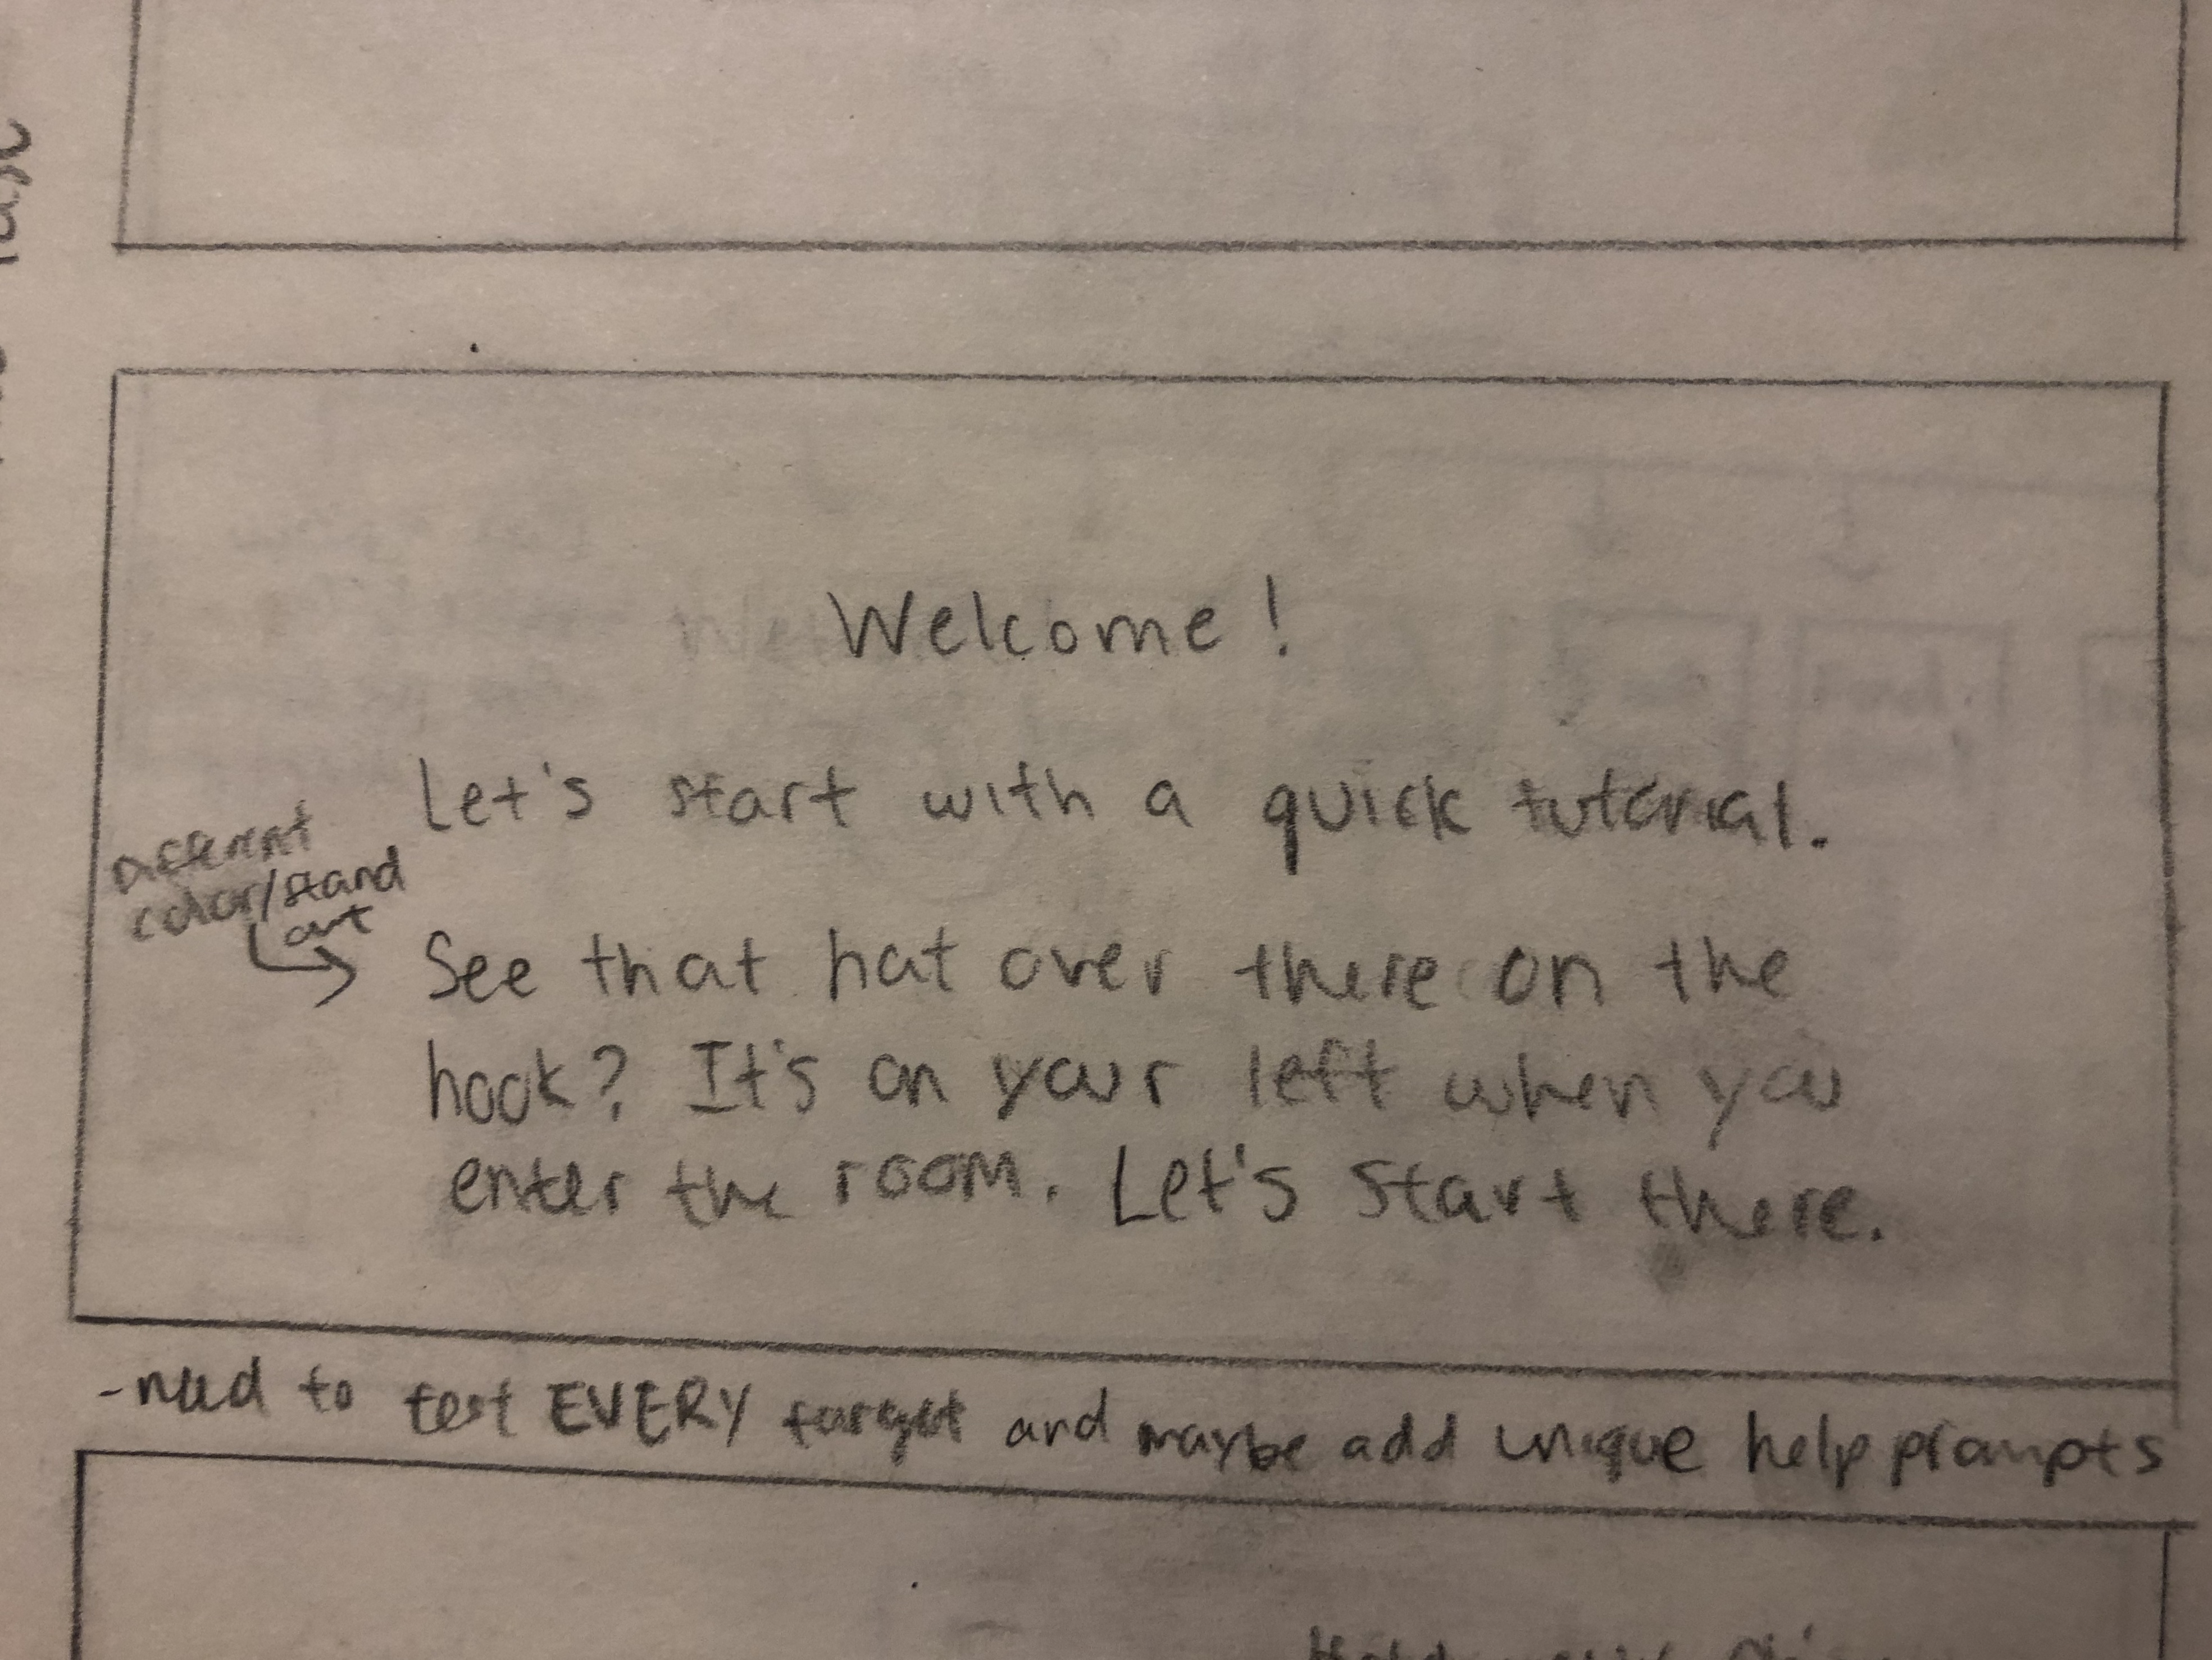 Welcome!
Let's start with a quick tutorial.
Different
color/stand
out
See that hat over there on the
hook? It's on your left when you
enter the room. Let's start there.
-need to test EVERY target and maybe add unique help prompts